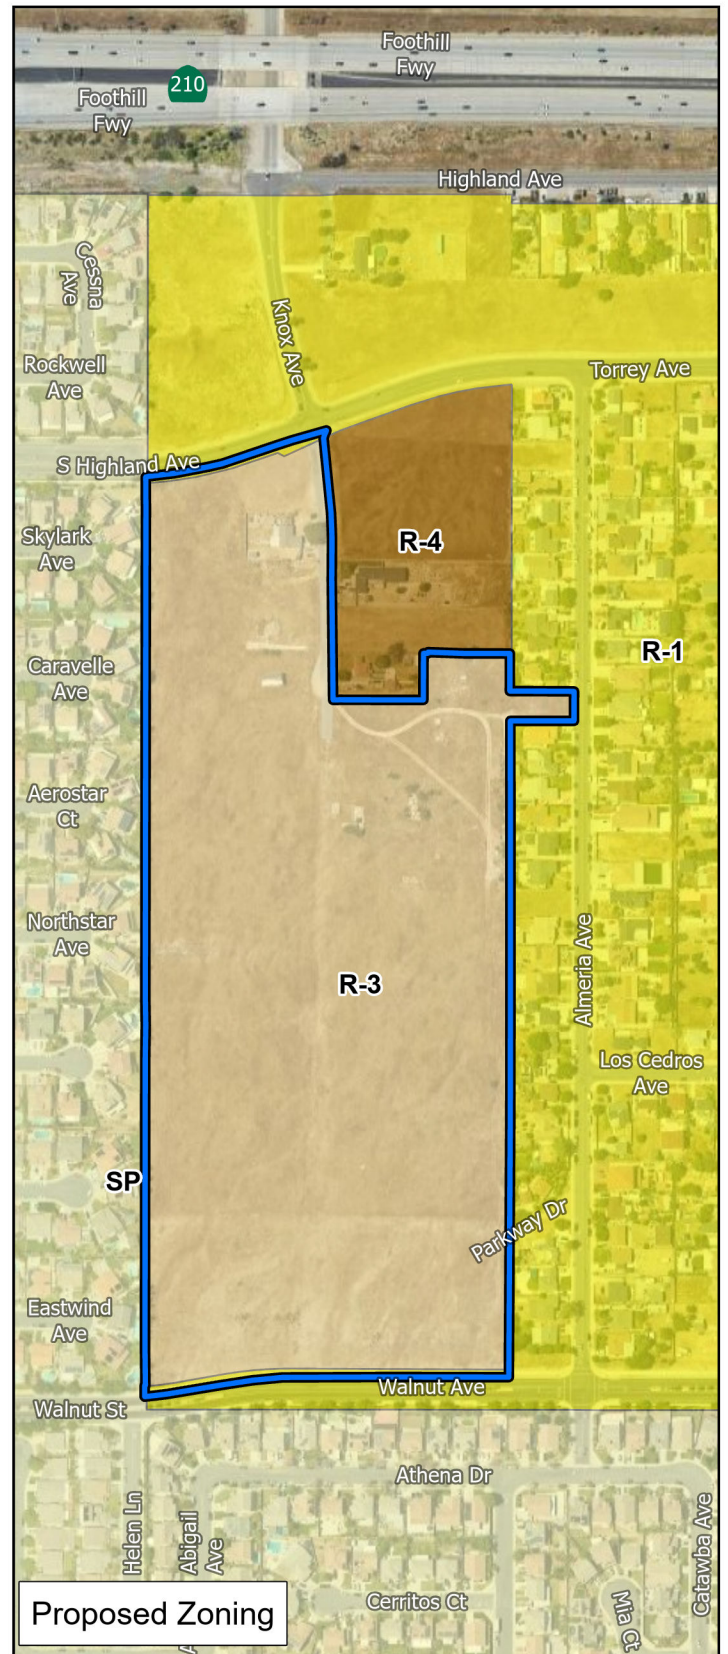 Foothill
Fwy
210
Foothill
Fwy
Highland Ave
Cessna
Ave
Knox Ave
Rockwell
Ave
Torrey Ave
S Highland Ave
Skylark
Ave
R-4
R-1
Caravelle
Ave
Aerostar
Ct
Northstar
Ave
Almeria Ave
R-3
Los Cedros
Ave
SP
Parkway Dr
Eastwind
Ave
Walnut Ave
Walnut St
Athena Dr
Helen Ln
Abigail
Ave
Catawba Ave
Cerritos Ct
Mia Ct
Proposed Zoning